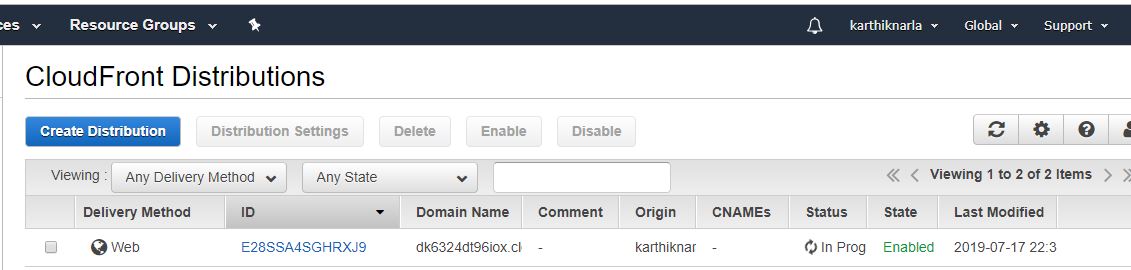 ces Resource Groups karthiknarla Global Support
CloudFront Distributions
Create Distribution Distribution Settings Delete Enable Disable
Viewing : Any Delivery Method Any State Viewing 1 to 2 of 2 Items
Delivery Method ID Domain Name Comment Origin CNAMEs Status State Last Modified
Web E28SSA4SGHRXJ9 dk6324dt96iox.cl - karthiknar - In Prog Enabled 2019-07-17 22:3